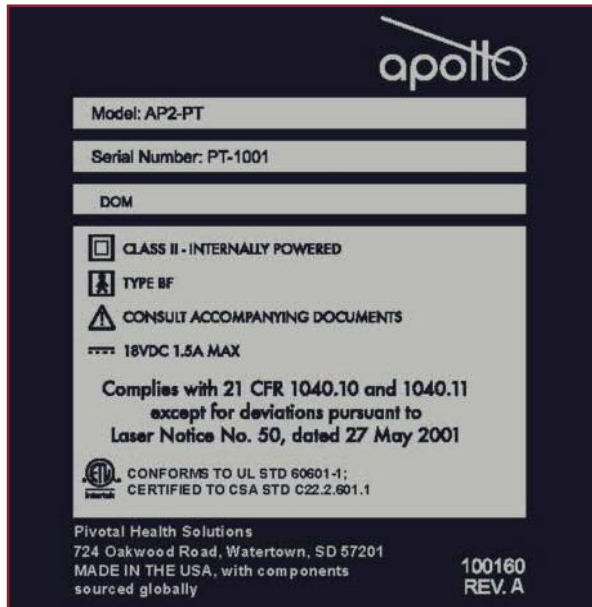 apollo
Model: AP2-PT
Serial Number: PT-1001
DOM
CLASS II - INTERNALLY POWERED
TYPE BF
CONSULT ACCOMPANYING DOCUMENTS
18VDC 1.5A MAX
Complies with 21 CFR 1040.10 and 1040.11
except for deviations pursuant to
Laser Notice No. 50, dated 27 May 2001
ETL
Intertek
CONFORMS TO UL STD 60601-1;
CERTIFIED TO CSA STD C22.2.601.1
Pivotal Health Solutions
724 Oakwood Road, Watertown, SD 57201
MADE IN THE USA, with components
sourced globally
100160
REV. A